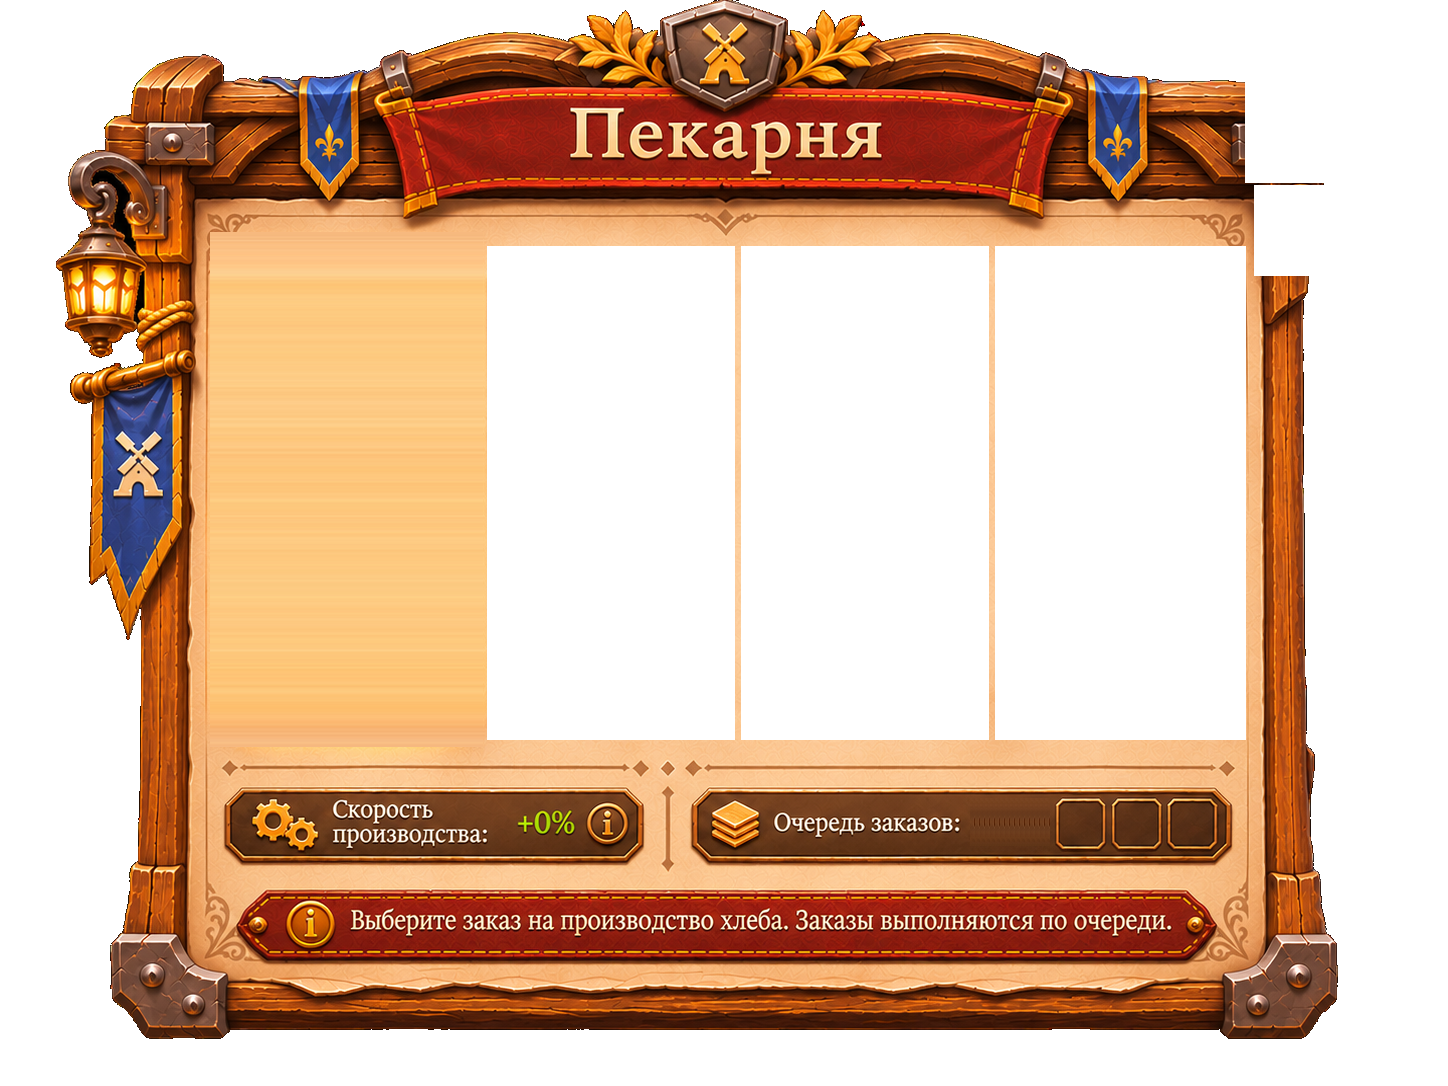 Пекарня
Скорость
производства:
+0%
Очередь заказов:
Выберите заказ на производство хлеба. Заказы выполняются по очереди.